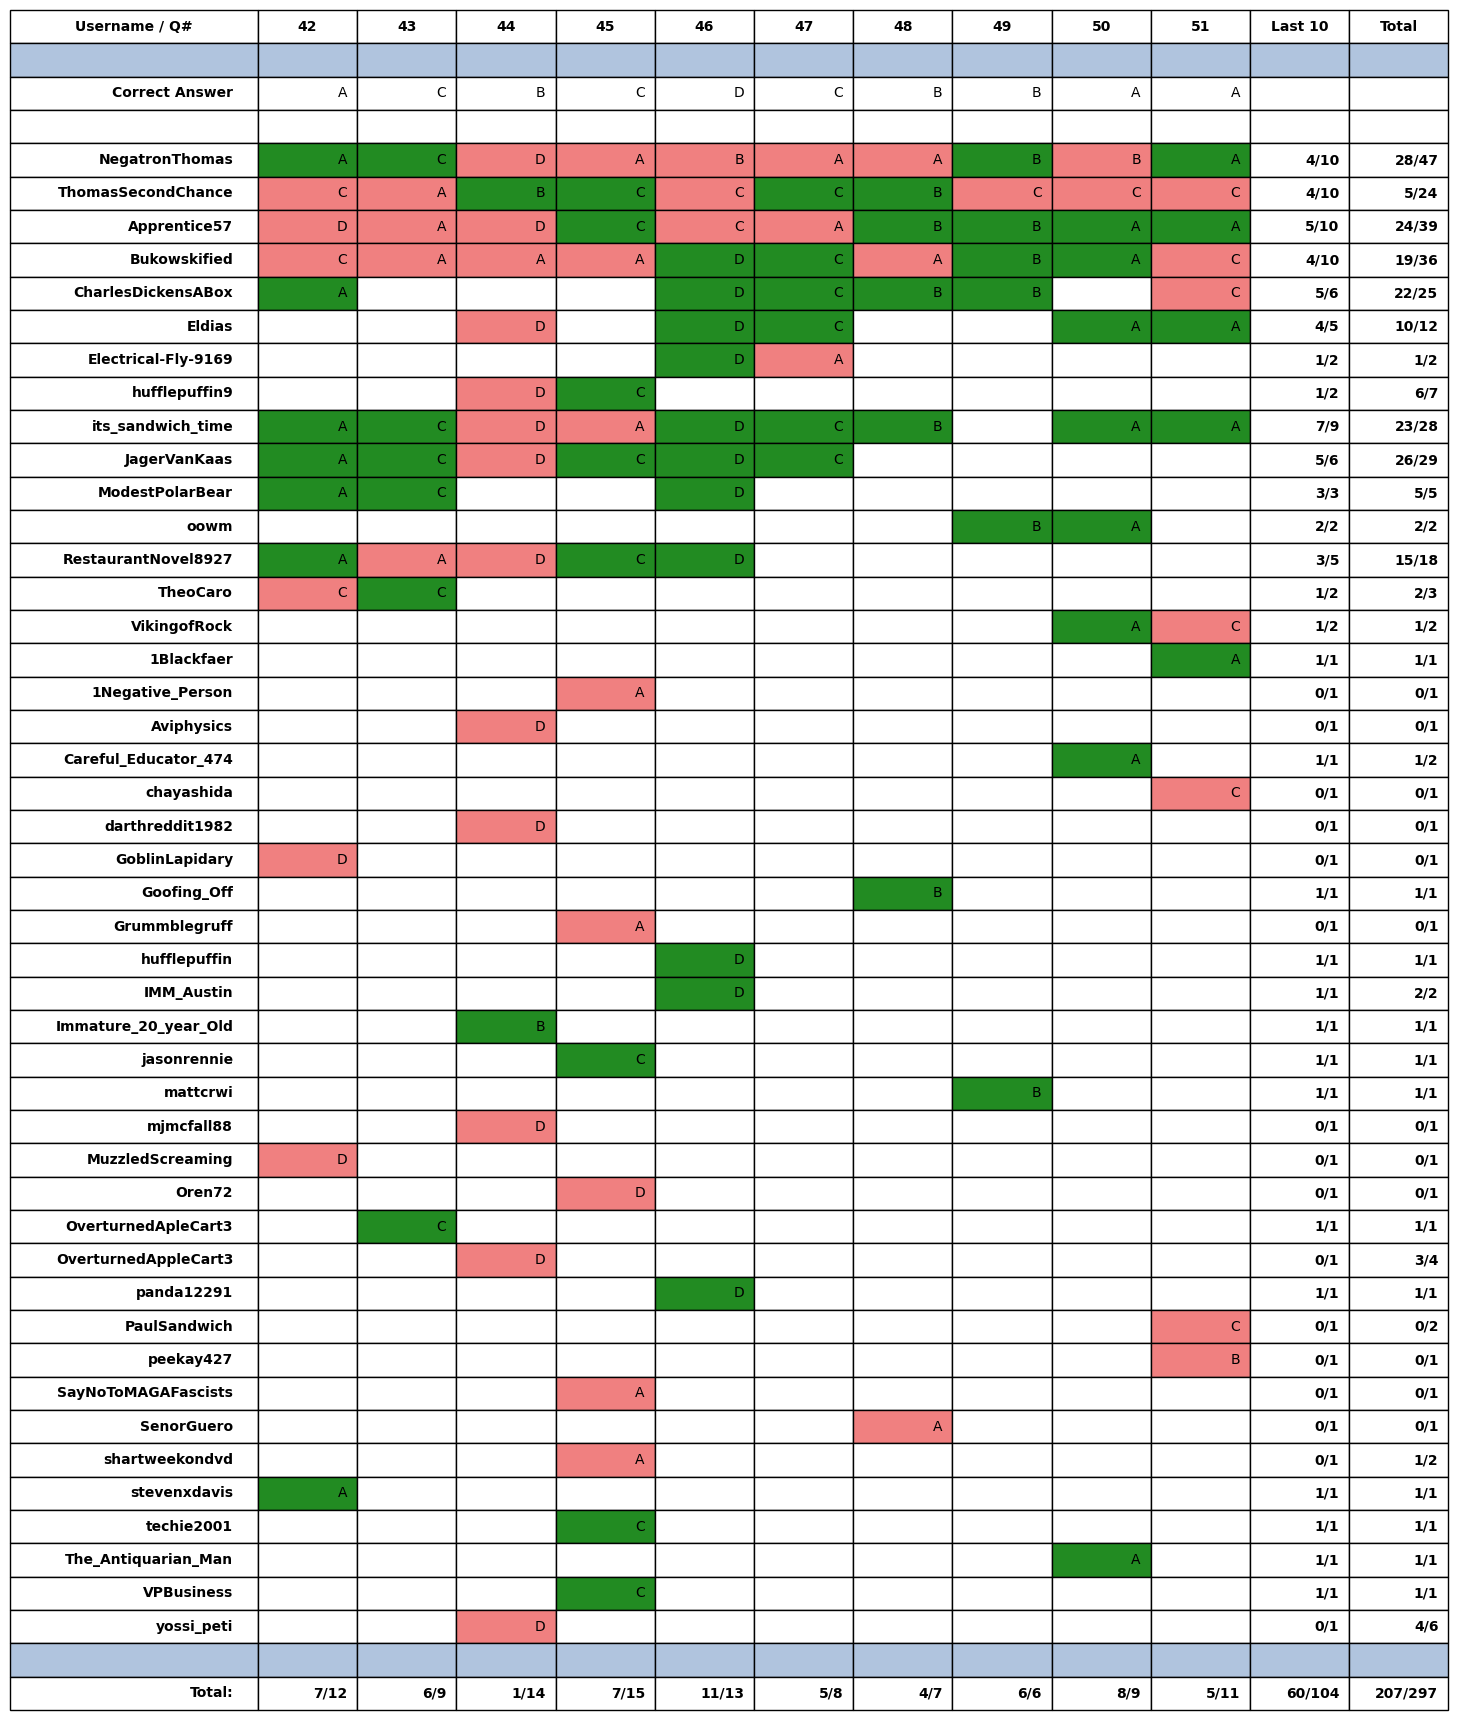 Username / Q# 42 43 44 45 46 47 48 49 50 51 Last 10 Total
Correct Answer A C B C D C B B A A
NegatronThomas A C D A B A A B B A 4/10 28/47
ThomasSecondChance C A B C C C B C C C 4/10 5/24
Apprentice57 D A D C C A B B A A 5/10 24/39
Bukowskified C A A A D C A B A C 4/10 19/36
CharlesDickensABox A D C B B C 5/6 22/25
Eldias D D C A A 4/5 10/12
Electrical-Fly-9169 D A 1/2 1/2
hufflepuffin9 D C 1/2 6/7
its_sandwich_time A C D A D C B A A 7/9 23/28
JagerVanKaas A C D C D C 5/6 26/29
ModestPolarBear A C D 3/3 5/5
oowm B A 2/2 2/2
RestaurantNovel8927 A A D C D 3/5 15/18
TheoCaro C C 1/2 2/3
VikingofRock A C 1/2 1/2
1Blackfaer A 1/1 1/1
1Negative_Person A 0/1 0/1
Aviphysics D 0/1 0/1
Careful_Educator_474 A 1/1 1/2
chayashida C 0/1 0/1
darthreddit1982 D 0/1 0/1
GoblinLapidary D 0/1 0/1
Goofing_Off B 1/1 1/1
Grummblegruff A 0/1 0/1
hufflepuffin D 1/1 1/1
IMM_Austin D 1/1 2/2
Immature_20_year_Old B 1/1 1/1
jasonrennie C 1/1 1/1
mattcrwi B 1/1 1/1
mjmcfall88 D 0/1 0/1
MuzzledScreaming D 0/1 0/1
Oren72 D 0/1 0/1
OverturnedApleCart3 C 1/1 1/1
OverturnedAppleCart3 D 0/1 3/4
panda12291 D 1/1 1/1
PaulSandwich C 0/1 0/2
peekay427 B 0/1 0/1
SayNoToMAGAFascists A 0/1 0/1
SenorGuero A 0/1 0/1
shartweekondvd A 0/1 1/2
stevenxdavis A 1/1 1/1
techie2001 C 1/1 1/1
The_Antiquarian_Man A 1/1 1/1
VPBusiness C 1/1 1/1
yossi_peti D 0/1 4/6
Total: 7/12 6/9 1/14 7/15 11/13 5/8 4/7 6/6 8/9 5/11 60/104 207/297